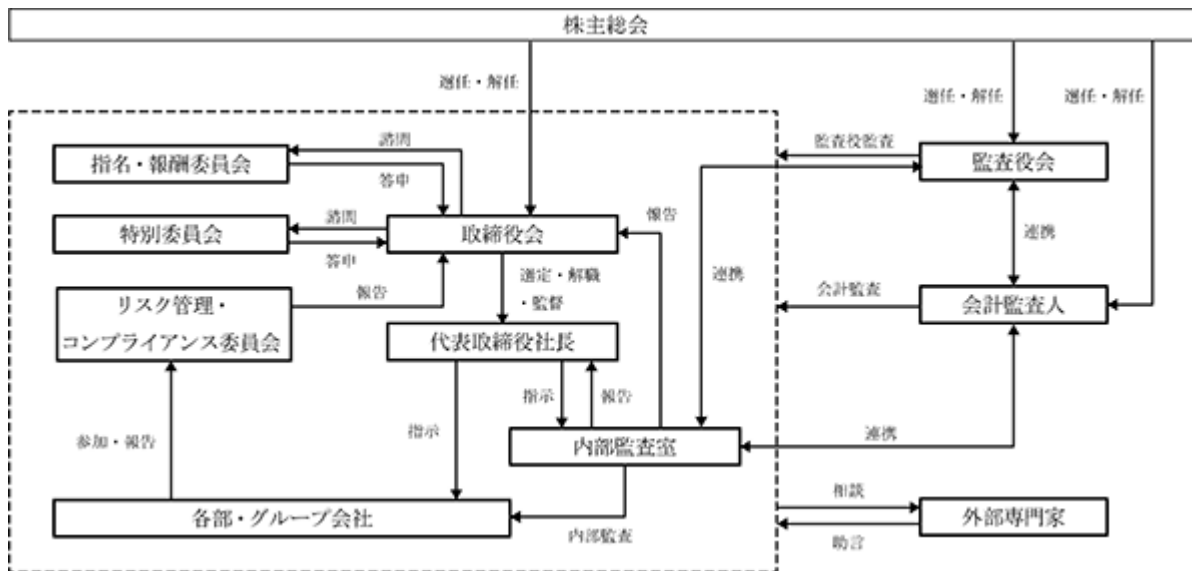 株主総会
選任・解任
選任・解任
選任・解任
諮問
指名・報酬委員会
答申
監査役監査
監査役会
諮問
特別委員会
答申
取締役会
報告
連携
連携
選定・解職
・監督
報告
リスク管理・
コンプライアンス委員会
会計監査
会計監査人
代表取締役社長
指示
報告
指示
参加・報告
内部監査室
連携
各部・グループ会社
内部監査
相談
外部専門家
助言